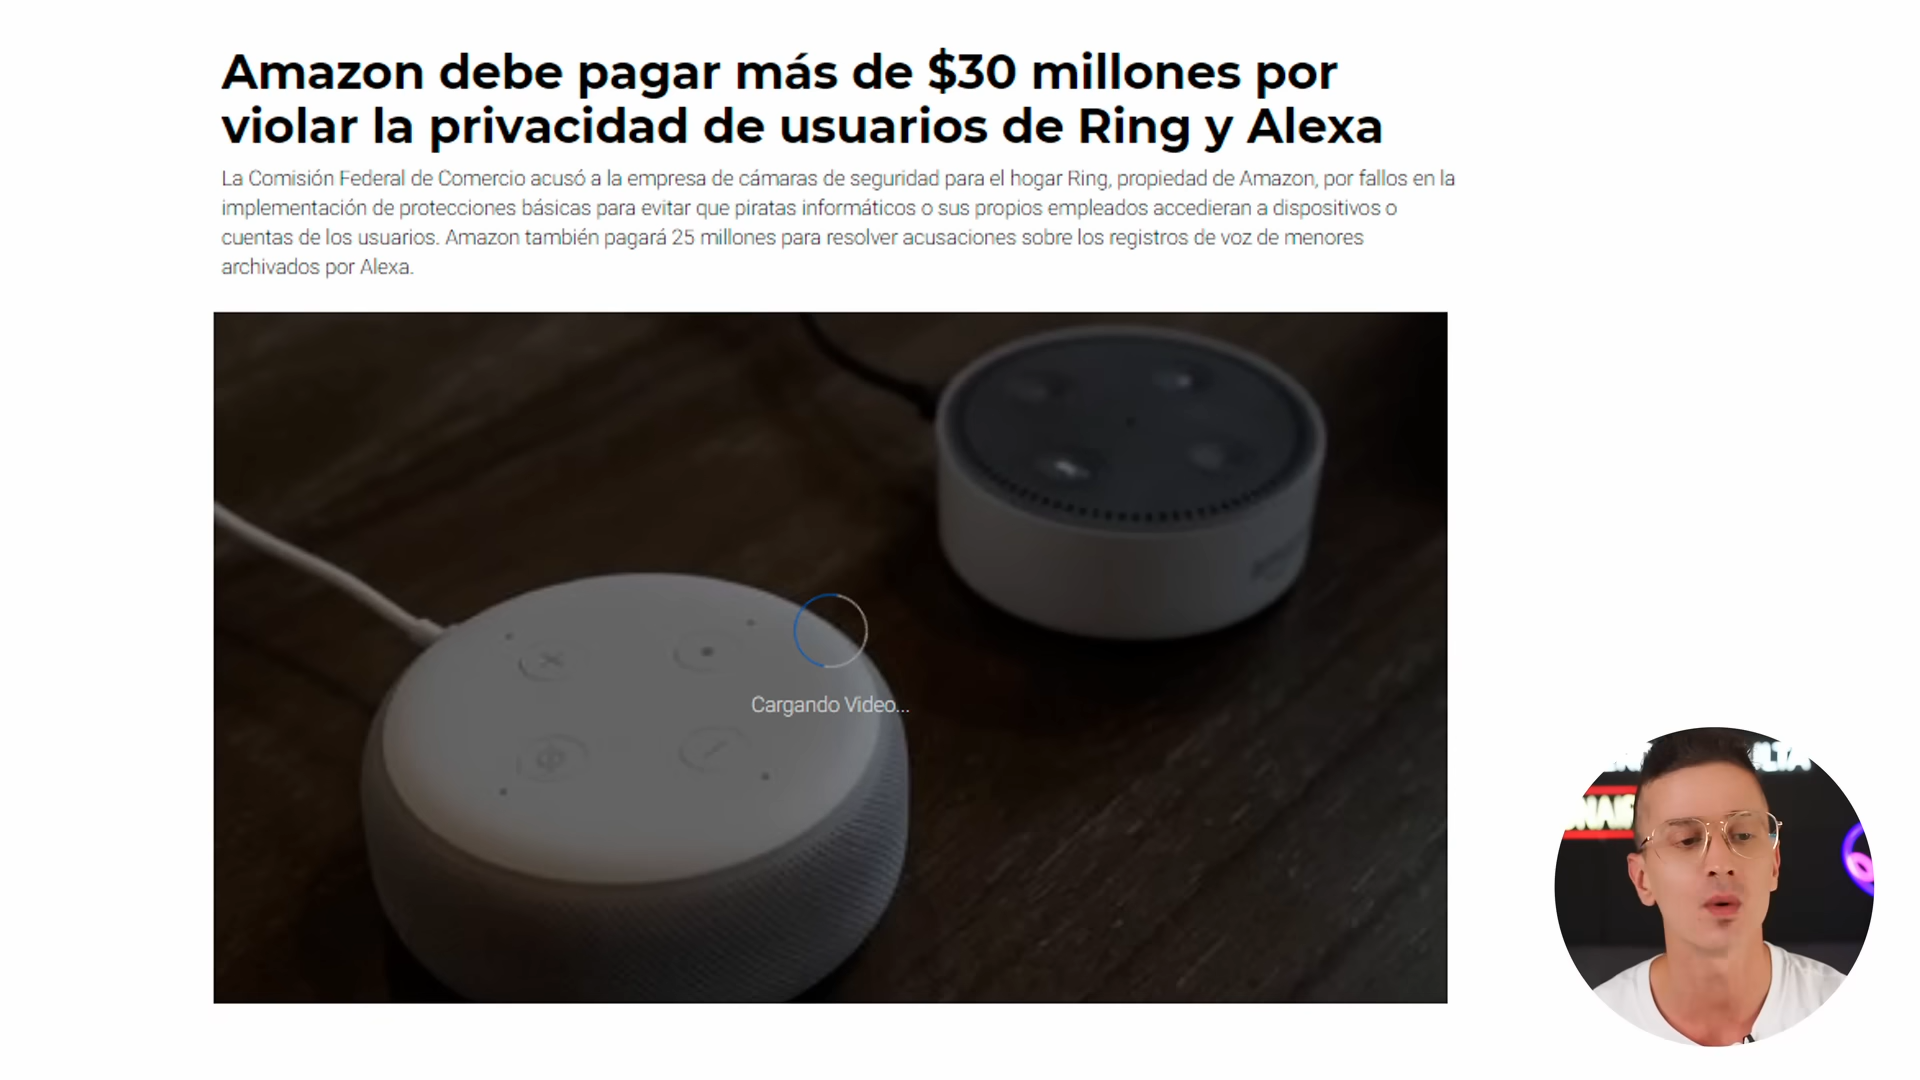 Amazon debe pagar más de $30 millones por
violar la privacidad de usuarios de Ring y Alexa
La Comisión Federal de Comercio acusó a la empresa de cámaras de seguridad para el hogar Ring, propiedad de Amazon, por fallos en la
implementación de protecciones básicas para evitar que piratas informáticos o sus propios empleados accedieran a dispositivos o
cuentas de los usuarios. Amazon también pagará 25 millones para resolver acusaciones sobre los registros de voz de menores
archivados por Alexa.
Cargando Video...